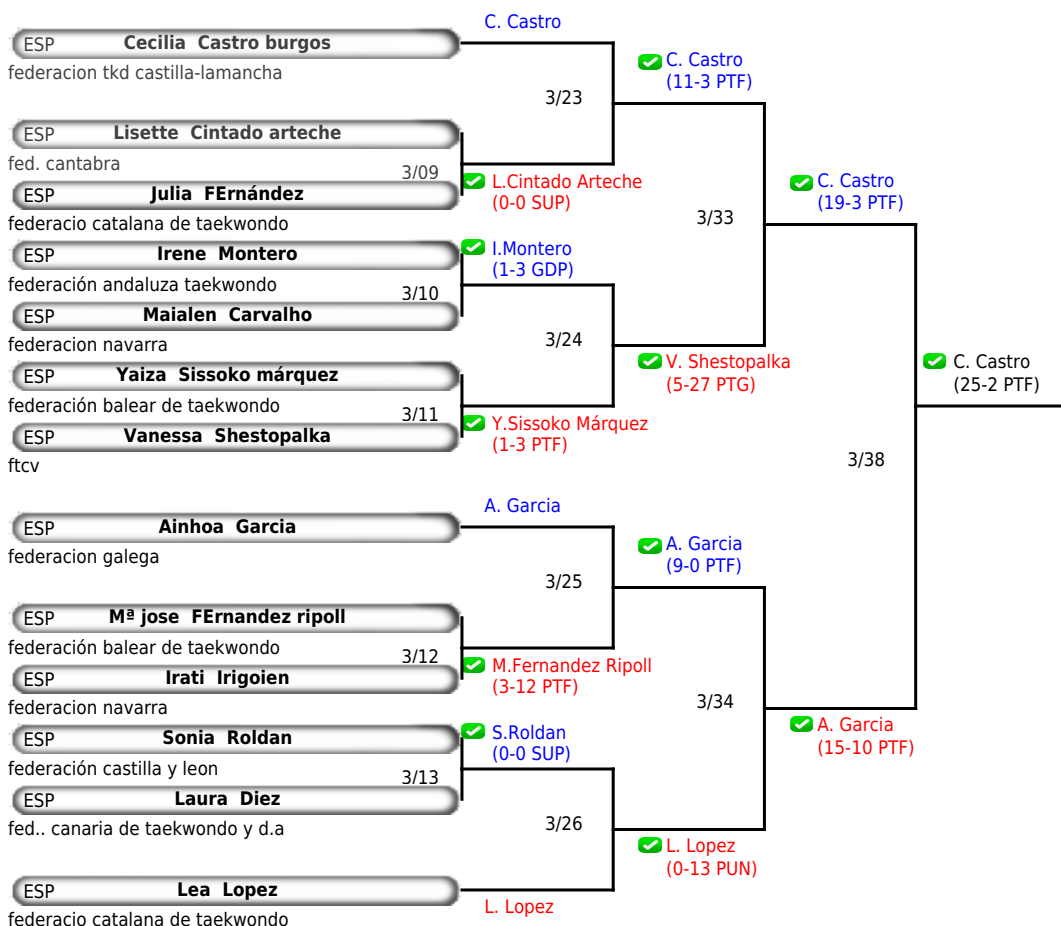 C. Castro
ESP Cecilia Castro burgos
federacion tkd castilla-lamancha
C. Castro
(11-3 PTF)
3/23
ESP Lisette Cintado arteche
fed. cantabra
3/09
L.Cintado Arteche
(0-0 SUP)
ESP Julia FErnández
federacio catalana de taekwondo
C. Castro
(19-3 PTF)
3/33
ESP Irene Montero
federación andaluza taekwondo
I.Montero
(1-3 GDP)
3/10
ESP Maialen Carvalho
federacion navarra
3/24
V. Shestopalka
(5-27 PTG)
C. Castro
(25-2 PTF)
ESP Yaiza Sissoko márquez
federación balear de taekwondo
3/11
Y.Sissoko Márquez
(1-3 PTF)
ESP Vanessa Shestopalka
ftcv
3/38
A. Garcia
ESP Ainhoa Garcia
federacion galega
A. Garcia
(9-0 PTF)
3/25
ESP Mª jose FErnandez ripoll
federación balear de taekwondo
3/12
M.Fernandez Ripoll
(3-12 PTF)
ESP Irati Irigoien
federacion navarra
3/34
A. Garcia
(15-10 PTF)
ESP Sonia Roldan
federación castilla y leon
S.Roldan
(0-0 SUP)
3/13
ESP Laura Diez
fed.. canaria de taekwondo y d.a
3/26
L. Lopez
(0-13 PUN)
ESP Lea Lopez
federacio catalana de taekwondo
L. Lopez